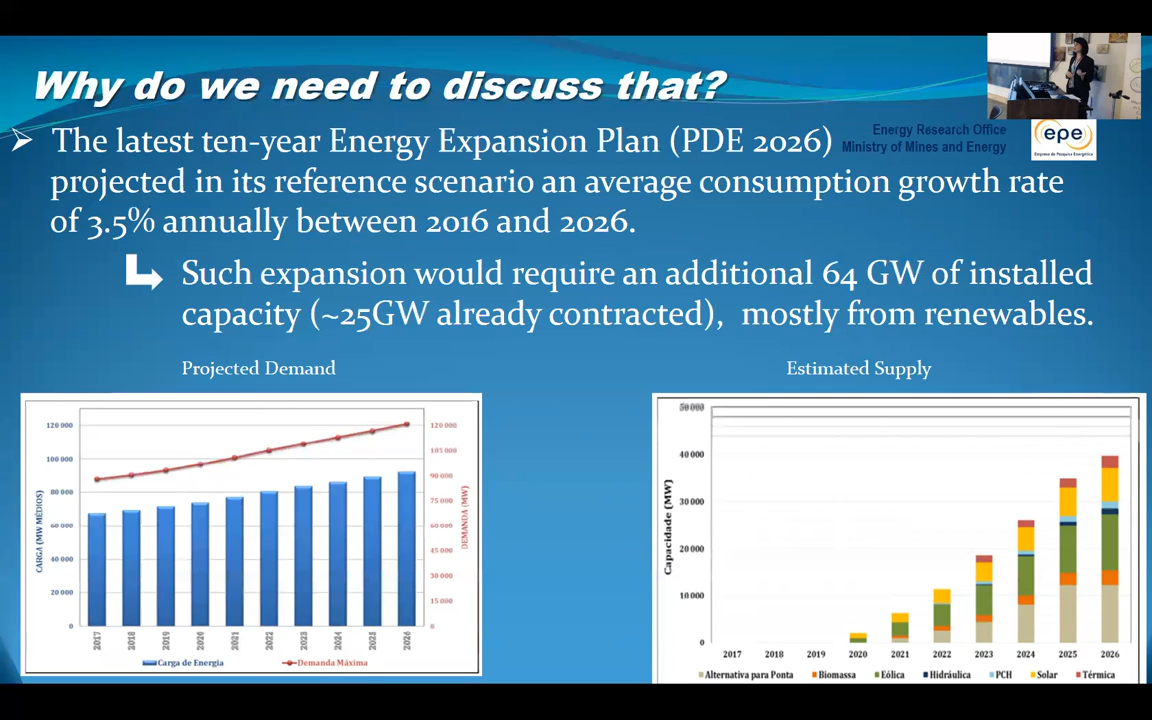 Why do we need to discuss that?
The latest ten-year Energy Expansion Plan (PDE 2026)
projected in its reference scenario an average consumption growth rate
of 3.5% annually between 2016 and 2026.
Energy Research Office
Ministry of Mines and Energy
epe
Empresa de Pesquisa Energética
Such expansion would require an additional 64 GW of installed
capacity (~25GW already contracted), mostly from renewables.
Projected Demand
Estimated Supply
CARGA (MW MÉDIOS)
120 000
100 000
80 000
60 000
40 000
20 000
0
DEMANDA (MW)
120 000
105 000
90 000
75 000
60 000
45 000
30 000
15 000
0
2017 2018 2019 2020 2021 2022 2023 2024 2025 2026
Carga de Energia Demanda Máxima
Capacidade (MW)
50 000
40 000
30 000
20 000
10 000
0
2017 2018 2019 2020 2021 2022 2023 2024 2025 2026
Alternativa para Ponta Biomassa Eólica Hidráulica PCH Solar Térmica